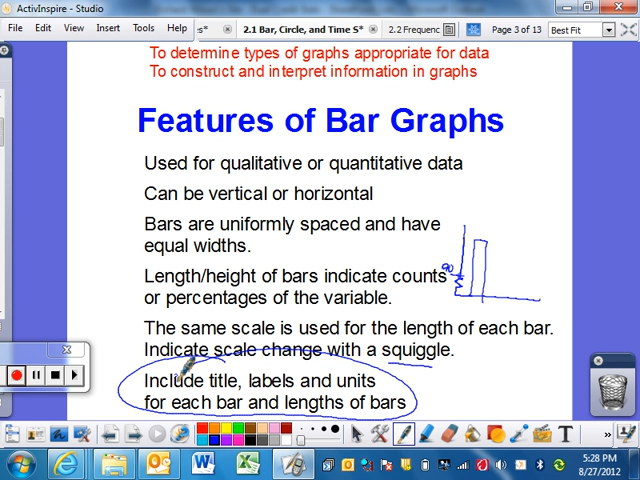 ActivInspire - Studio
File Edit View Insert Tools Help
s* 2.1 Bar, Circle, and Time S* 2.2 Frequenc Page 3 of 13 Best Fit
To determine types of graphs appropriate for data
To construct and interpret information in graphs
Features of Bar Graphs
Used for qualitative or quantitative data
Can be vertical or horizontal
Bars are uniformly spaced and have
equal widths.
Length/height of bars indicate counts
or percentages of the variable.
90
The same scale is used for the length of each bar.
Indicate scale change with a squiggle.
Include title, labels and units
for each bar and lengths of bars
5:28 PM
8/27/2012